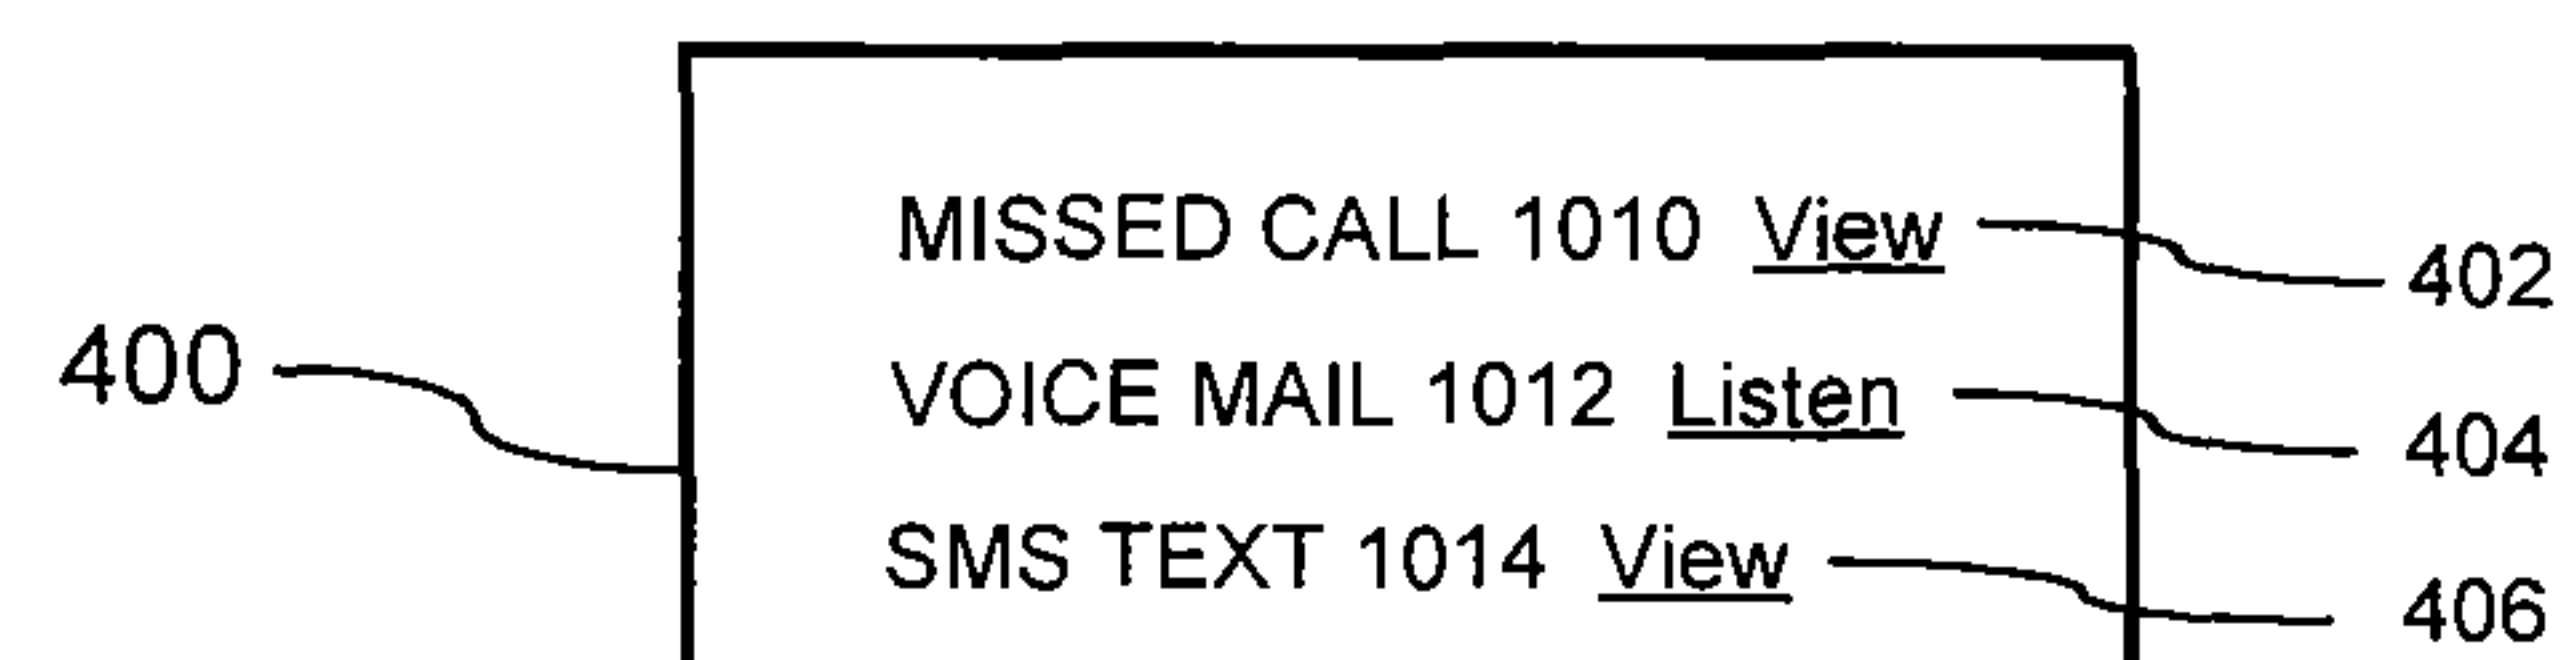 MISSED CALL 1010 View
402
400
VOICE MAIL 1012 Listen
404
SMS TEXT 1014 View
406